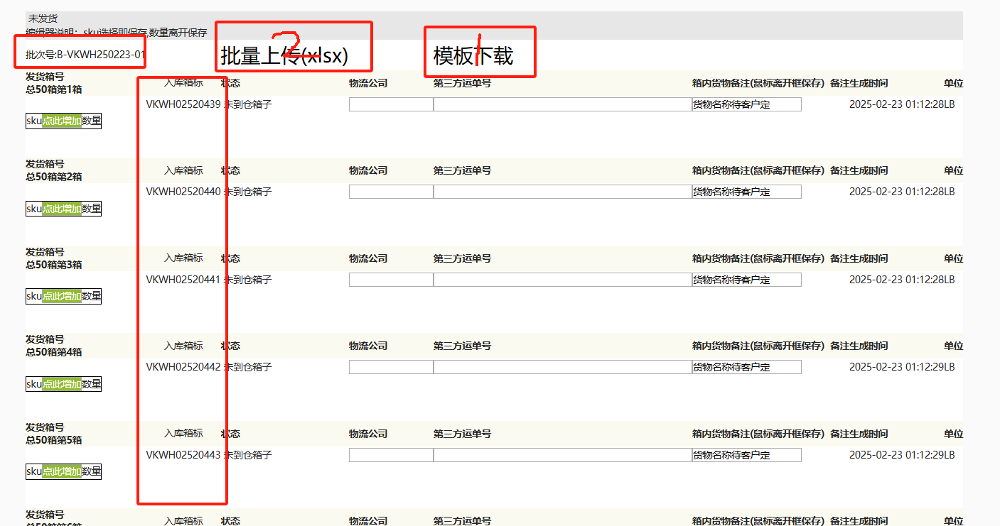 未发货
编辑器说明：sku选择即保存,数量离开保存
批次号:B-VKWH250223-01 批量上传(xlsx) 模板下载
2 1
发货箱号
总50箱第1箱 入库箱标 状态 物流公司 第三方运单号 箱内货物备注(鼠标离开框保存) 备注生成时间 单位
VKWH02520439 未到仓箱子 货物名称待客户定 2025-02-23 01:12:28LB
sku点此增加数量
发货箱号
总50箱第2箱 入库箱标 状态 物流公司 第三方运单号 箱内货物备注(鼠标离开框保存) 备注生成时间 单位
VKWH02520440 未到仓箱子 货物名称待客户定 2025-02-23 01:12:28LB
sku点此增加数量
发货箱号
总50箱第3箱 入库箱标 状态 物流公司 第三方运单号 箱内货物备注(鼠标离开框保存) 备注生成时间 单位
VKWH02520441 未到仓箱子 货物名称待客户定 2025-02-23 01:12:28LB
sku点此增加数量
发货箱号
总50箱第4箱 入库箱标 状态 物流公司 第三方运单号 箱内货物备注(鼠标离开框保存) 备注生成时间 单位
VKWH02520442 未到仓箱子 货物名称待客户定 2025-02-23 01:12:29LB
sku点此增加数量
发货箱号
总50箱第5箱 入库箱标 状态 物流公司 第三方运单号 箱内货物备注(鼠标离开框保存) 备注生成时间 单位
VKWH02520443 未到仓箱子 货物名称待客户定 2025-02-23 01:12:29LB
sku点此增加数量
发货箱号
总50箱第6箱 入库箱标 状态 物流公司 第三方运单号 箱内货物备注(鼠标离开框保存) 备注生成时间 单位